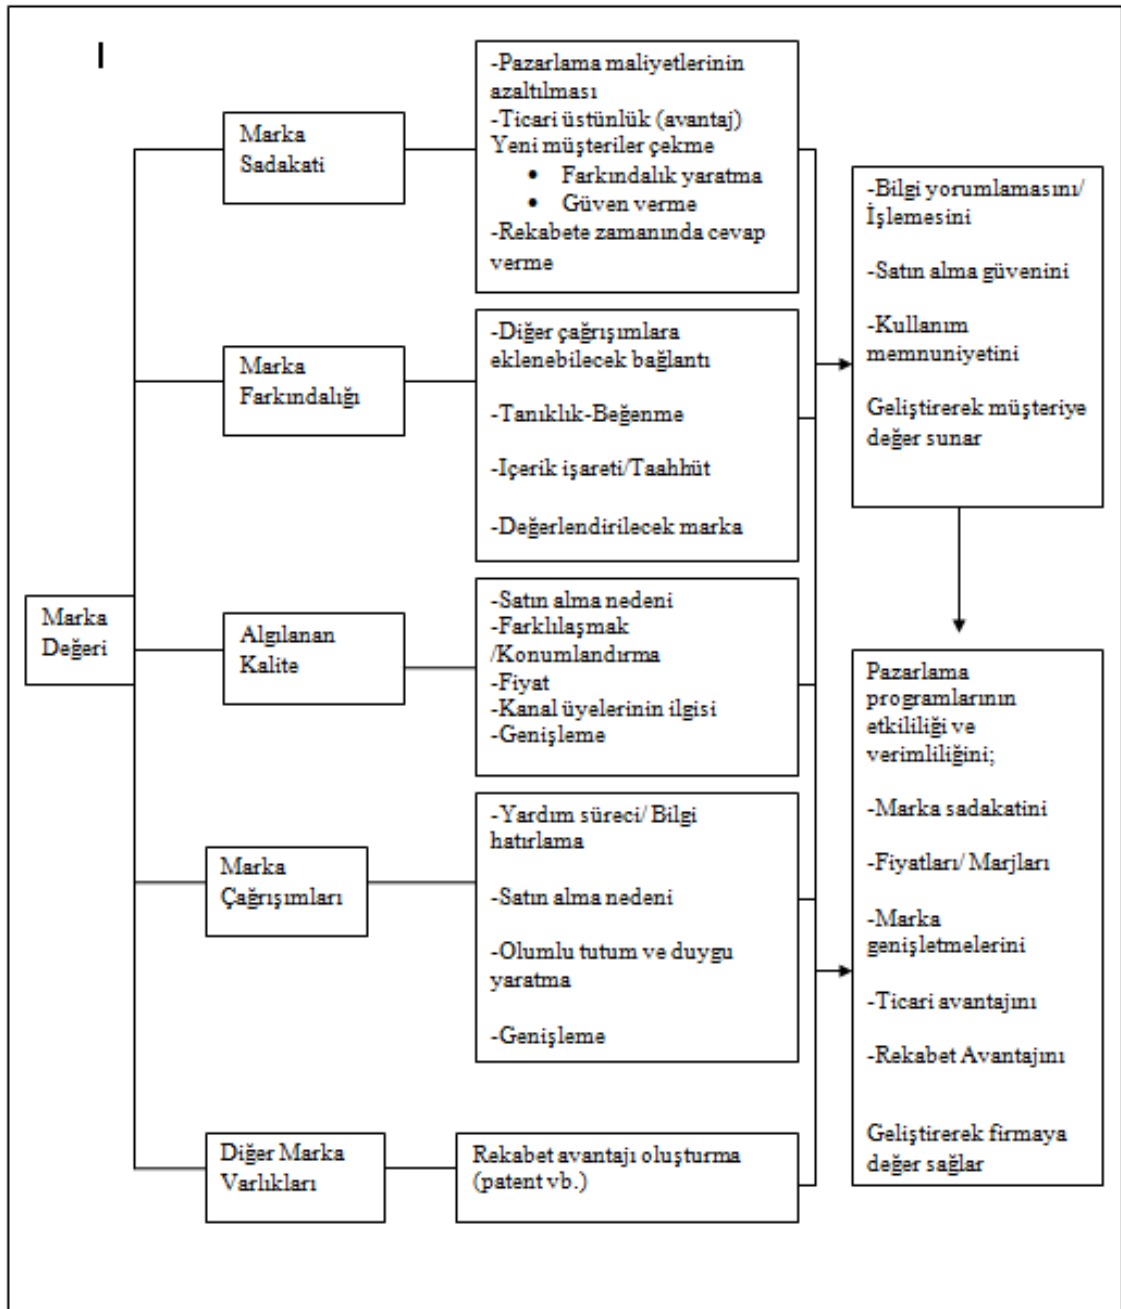 Marka
Değeri
Marka
Sadakati
-Pazarlama maliyetlerinin
azaltılması
-Ticari üstünlük (avantaj)
Yeni müşteriler çekme
• Farkındalık yaratma
• Güven verme
-Rekabete zamanında cevap
verme
Marka
Farkındalığı
-Diğer çağrışımlara
eklenebilecek bağlantı
-Tanıklık-Beğenme
-Içerik işareti/Taahhüt
-Değerlendirilecek marka
Algılanan
Kalite
-Satın alma nedeni
-Farklılaşmak
/Konumlandırma
-Fiyat
-Kanal üyelerinin ilgisi
-Genişleme
Marka
Çağrışımları
-Yardım süreci/ Bilgi
hatırlama
-Satın alma nedeni
-Olumlu tutum ve duygu
yaratma
-Genişleme
Diğer Marka
Varlıkları
Rekabet avantajı oluşturma
(patent vb.)
-Bilgi yorumlamasını/
İşlemesini
-Satın alma güvenini
-Kullanım
memnuniyetini
Geliştirerek müşteriye
değer sunar
Pazarlama
programlarının
etkililiği ve
verimliliğini;
-Marka sadakatini
-Fiyatları/ Marjları
-Marka
genişletmelerini
-Ticari avantajını
-Rekabet Avantajını
Geliştirerek firmaya
değer sağlar